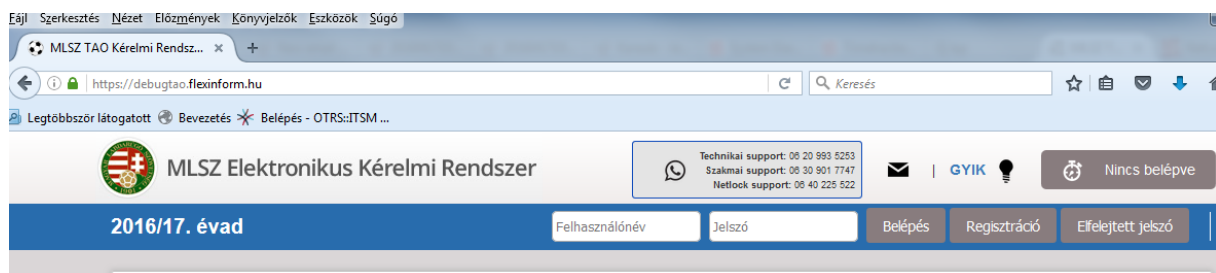 Fájl Szerkesztés Nézet Előzmények Könyvjelzők Eszközök Súgó
MLSZ TAO Kérelmi Rendsz... × +
https://debugtao.flexinform.hu Keresés
Legtöbbször látogatott Bevezetés Belépés - OTRS::ITSM ...
MLSZ Elektronikus Kérelmi Rendszer
Technikai support: 06 20 993 5253
Szakmai support: 06 30 901 7747
Netlock support: 06 40 225 522
| GYIK
Nincs belépve
2016/17. évad Felhasználónév Jelszó Belépés Regisztráció Elfelejtett jelszó